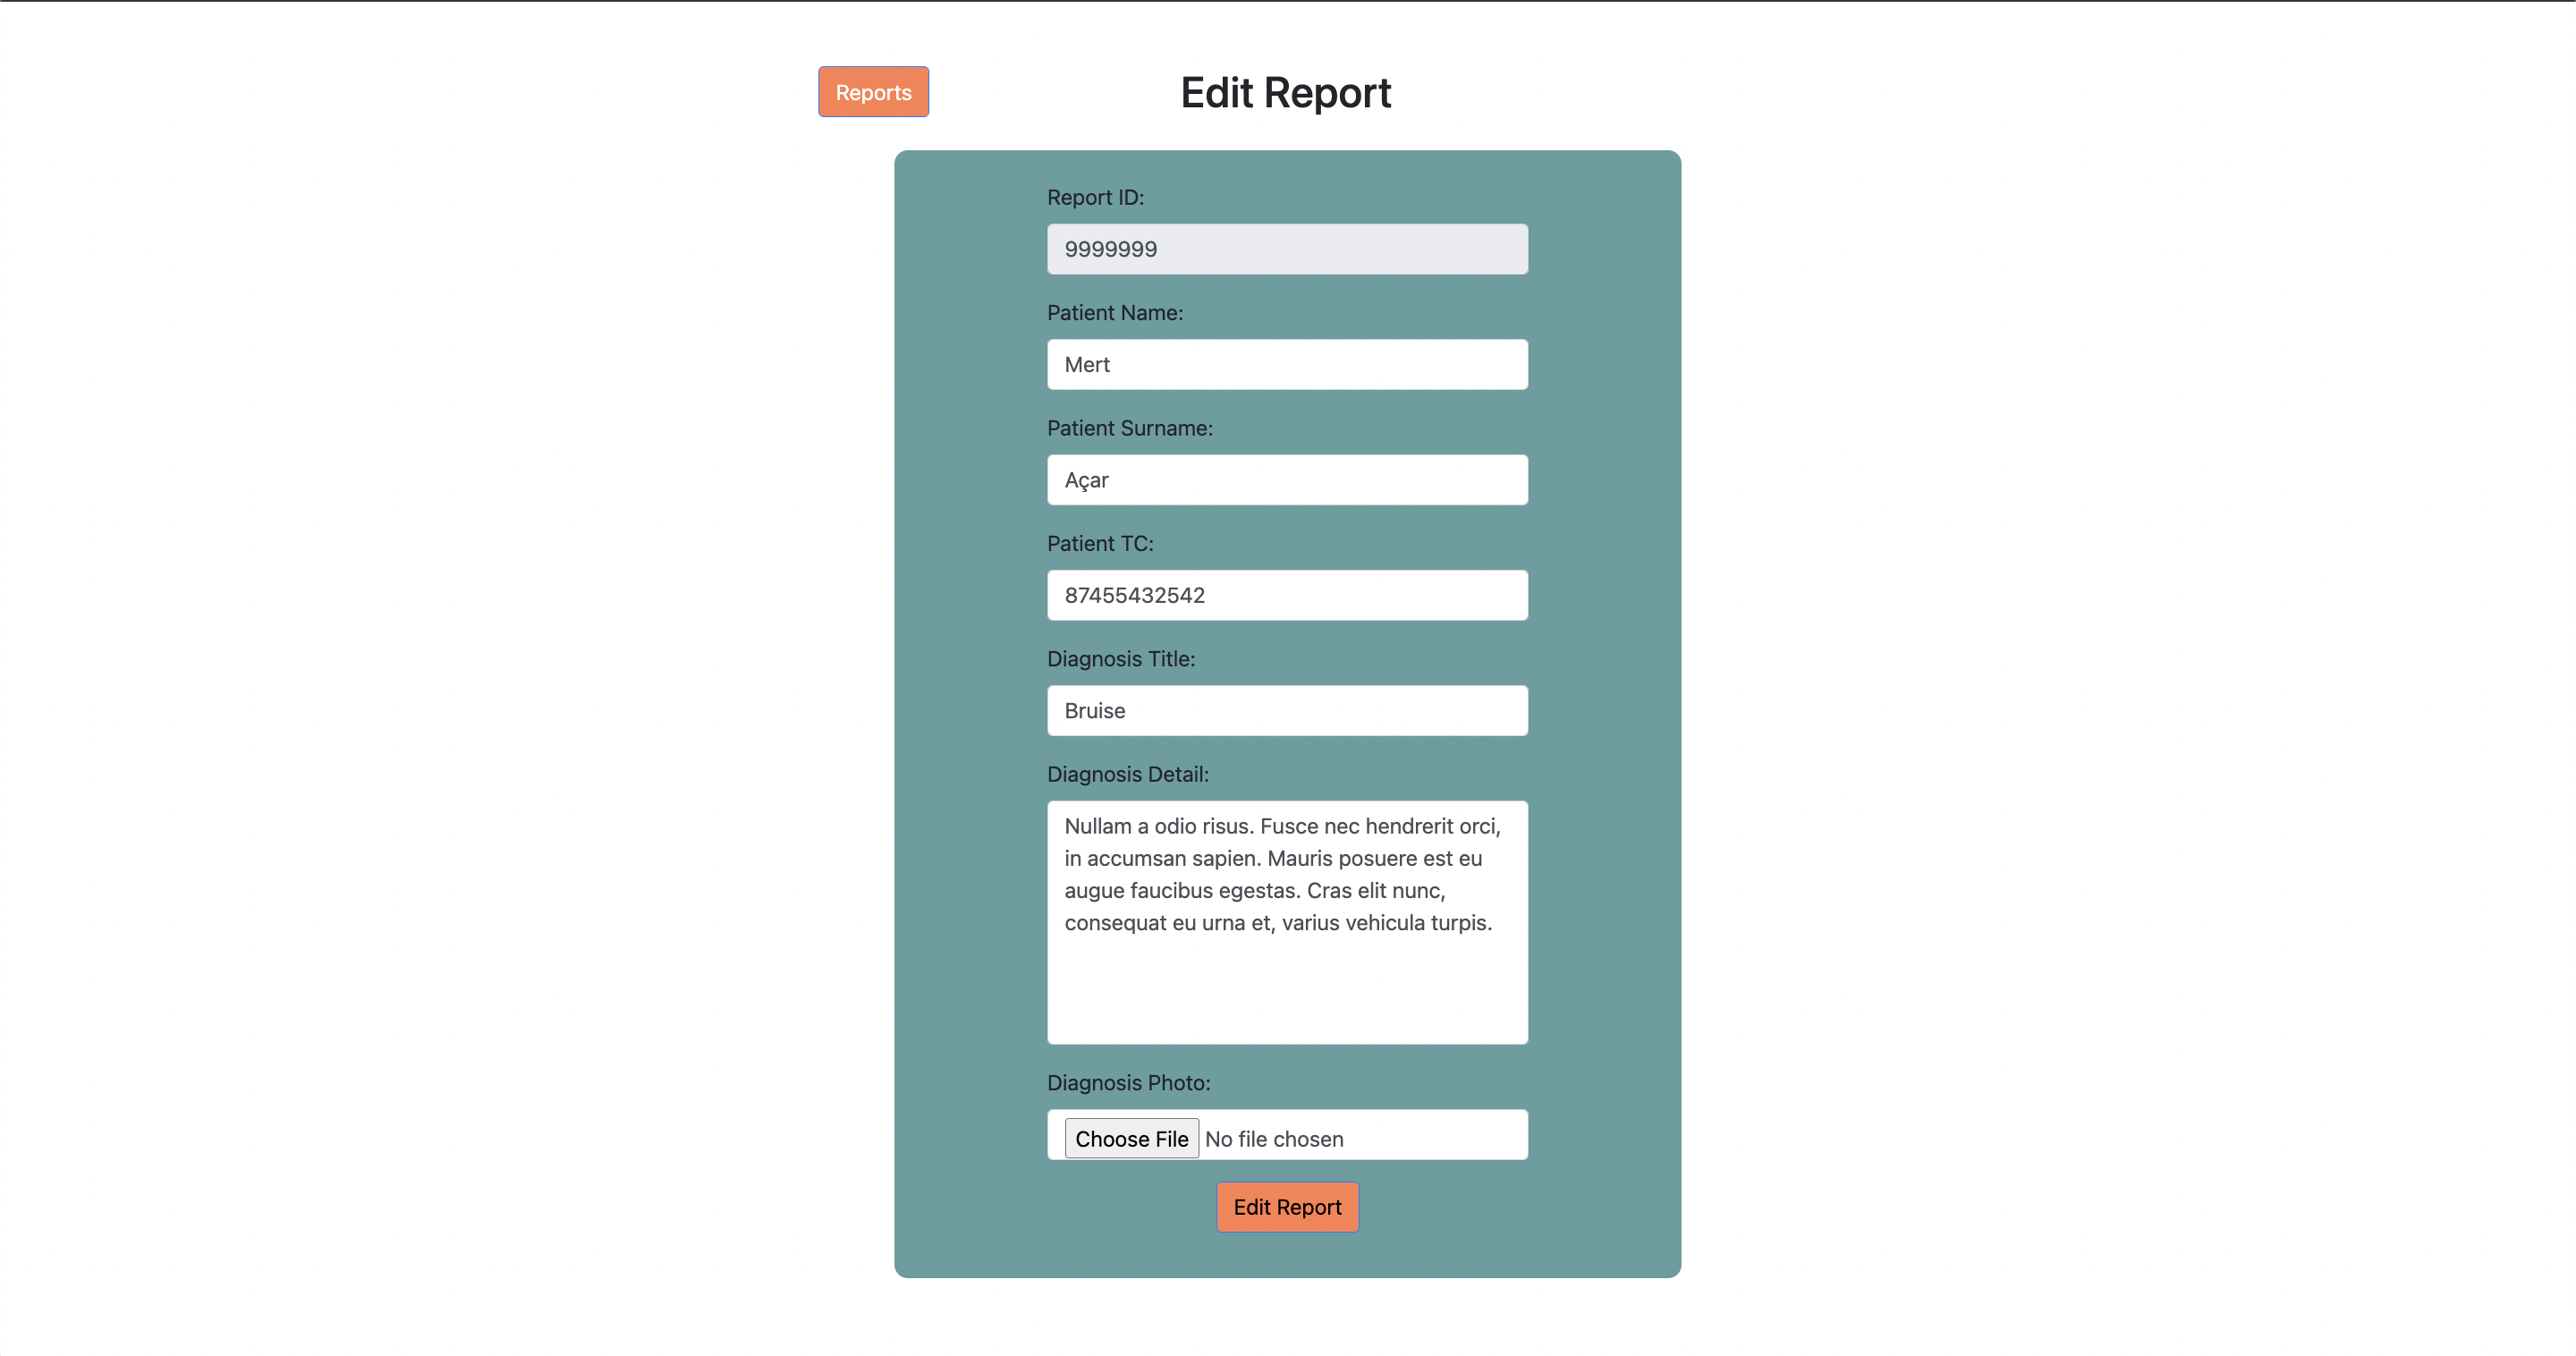 Reports
Edit Report
Report ID:
9999999
Patient Name:
Mert
Patient Surname:
Açar
Patient TC:
87455432542
Diagnosis Title:
Bruise
Diagnosis Detail:
Nullam a odio risus. Fusce nec hendrerit orci,
in accumsan sapien. Mauris posuere est eu
augue faucibus egestas. Cras elit nunc,
consequat eu urna et, varius vehicula turpis.
Diagnosis Photo:
Choose File No file chosen
Edit Report